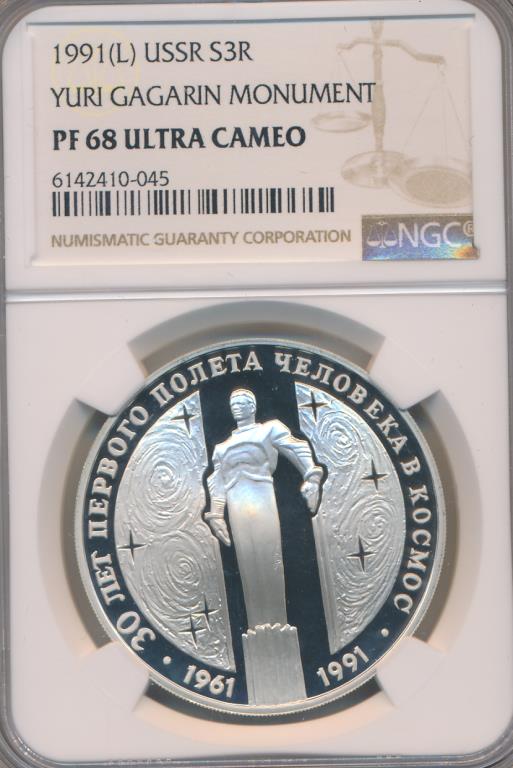 1991(L) USSR S3R
YURI GAGARIN MONUMENT
PF 68 ULTRA CAMEO
6142410-045
NUMISMATIC GUARANTY CORPORATION
NGC®
30 ЛЕТ ПЕРВОГО ПОЛЕТА ЧЕЛОВЕКА В КОСМОС
• 1961 1991 •